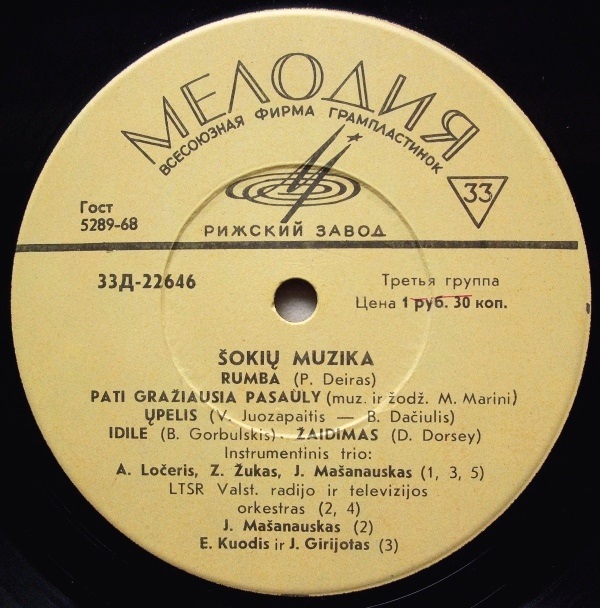 МЕЛОДИЯ
ВСЕСОЮЗНАЯ ФИРМА ГРАМПЛАСТИНОК
33
Гост
5289-68
РИЖСКИЙ ЗАВОД
33Д-22646
Третья группа
Цена 1 руб. 30 коп.
ŠOKIŲ MUZIKA
RUMBA (P. Deiras)
PATI GRAŽIAUSIA PASAULY (muz. ir žodž. M. Marini)
ŲPELIS (V. Juozapaitis — B. Dačiulis)
IDILE (B. Gorbulskis) · ŽAIDIMAS (D. Dorsey)
Instrumentinis trio:
A. Ločeris, Z. Žukas, J. Mašanauskas (1, 3, 5)
LTSR Valst. radijo ir televizijos
orkestras (2, 4)
J. Mašanauskas (2)
E. Kuodis ir J. Girijotas (3)